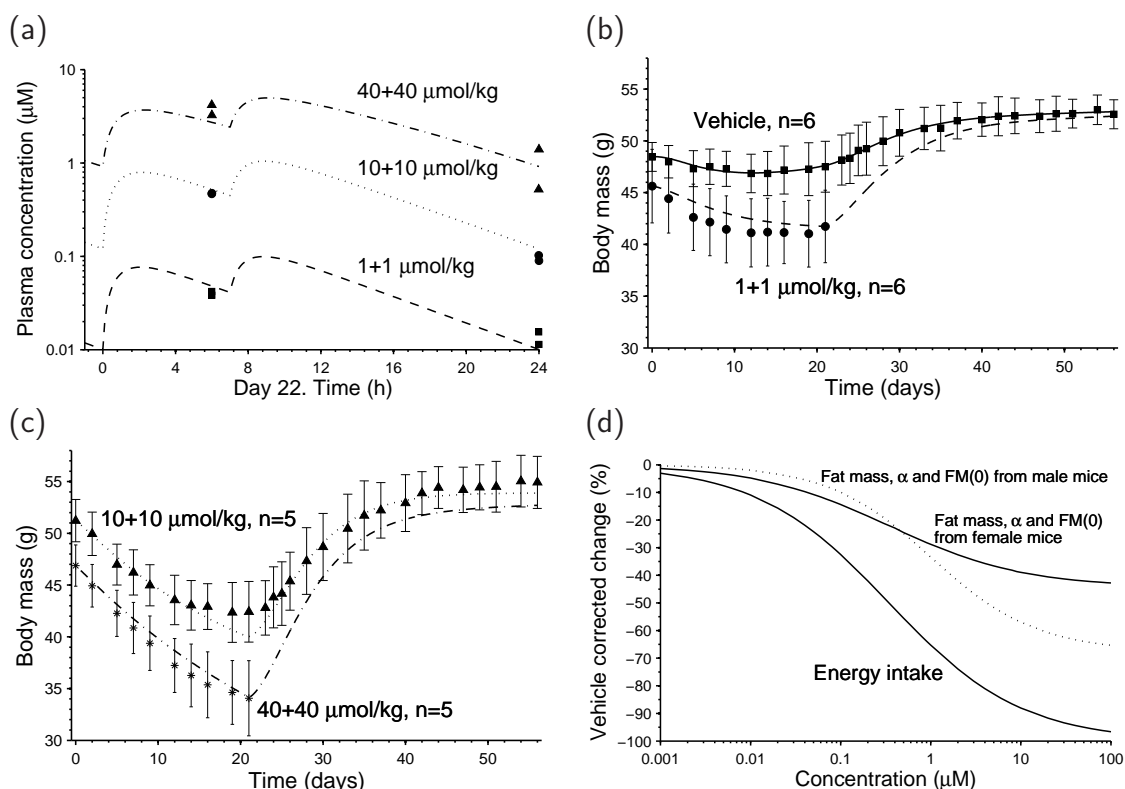 (a)
Plasma concentration (μM)
10
1
0.1
0.01
40+40 μmol/kg
10+10 μmol/kg
1+1 μmol/kg
0 4 8 12 16 20 24
Day 22. Time (h)
(b)
Body mass (g)
55
50
45
40
35
30
Vehicle, n=6
1+1 μmol/kg, n=6
0 10 20 30 40 50
Time (days)
(c)
Body mass (g)
55
50
45
40
35
30
10+10 μmol/kg, n=5
40+40 μmol/kg, n=5
0 10 20 30 40 50
Time (days)
(d)
Vehicle corrected change (%)
0
−10
−20
−30
−40
−50
−60
−70
−80
−90
−100
Fat mass, α and FM(0) from male mice
Fat mass, α and FM(0)
from female mice
Energy intake
0.001 0.01 0.1 1 10 100
Concentration (μM)